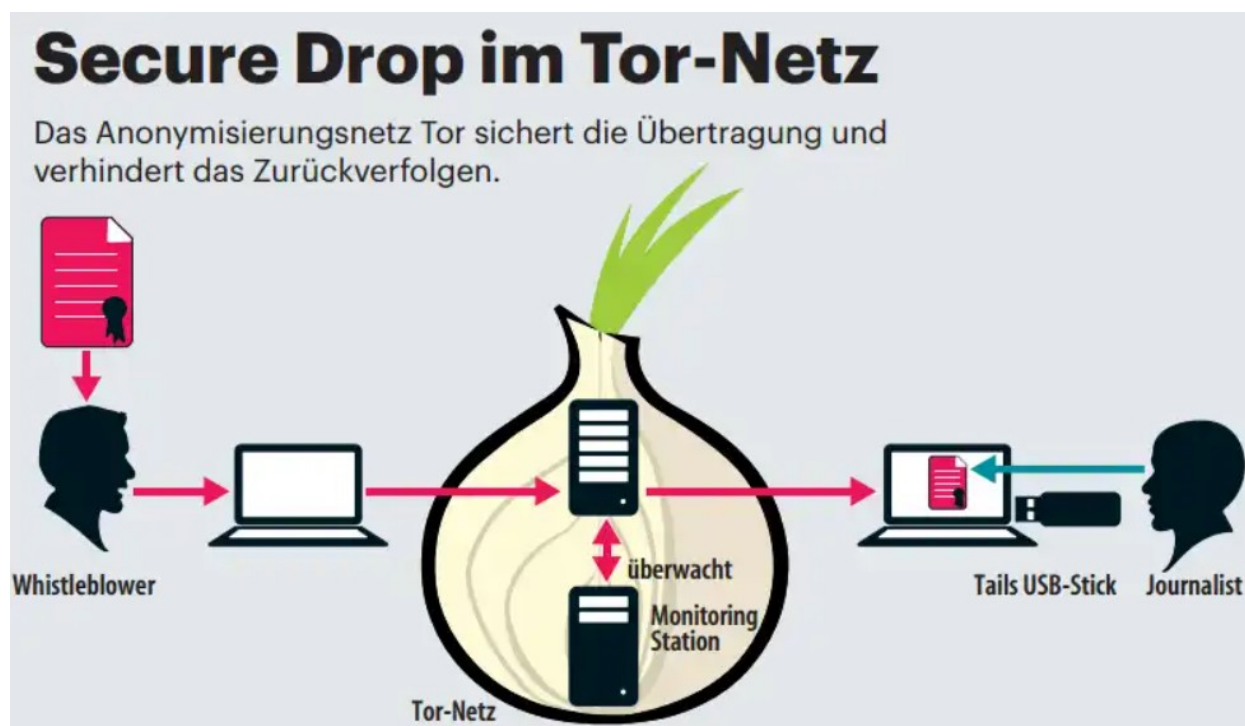 Secure Drop im Tor-Netz
Das Anonymisierungsnetz Tor sichert die Übertragung und
verhindert das Zurückverfolgen.
Whistleblower
überwacht
Monitoring
Station
Tor-Netz
Tails USB-Stick
Journalist